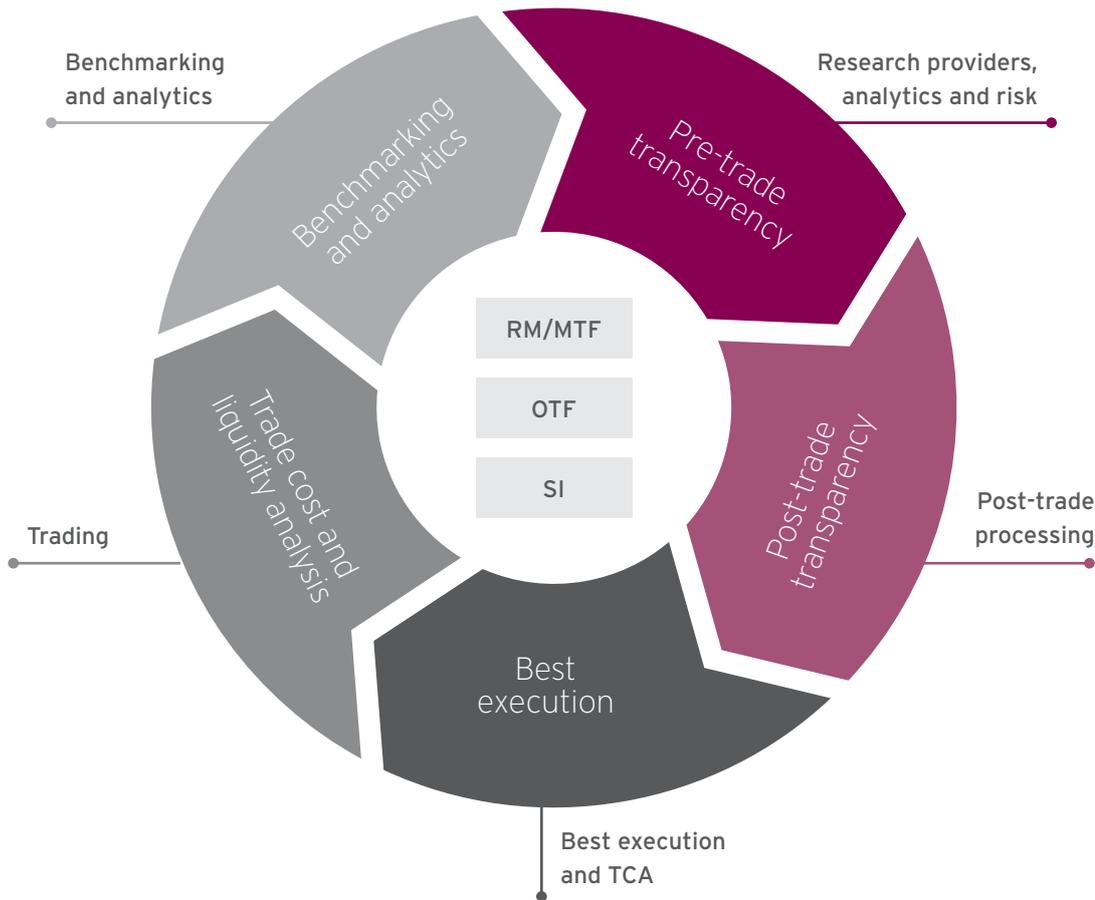 Benchmarking
and analytics
Research providers,
analytics and risk
Benchmarking
and analytics
Pre-trade
transparency
RM/MTF
OTF
SI
Trade cost and
liquidity analysis
Post-trade
transparency
Trading
Post-trade
processing
Best
execution
Best execution
and TCA